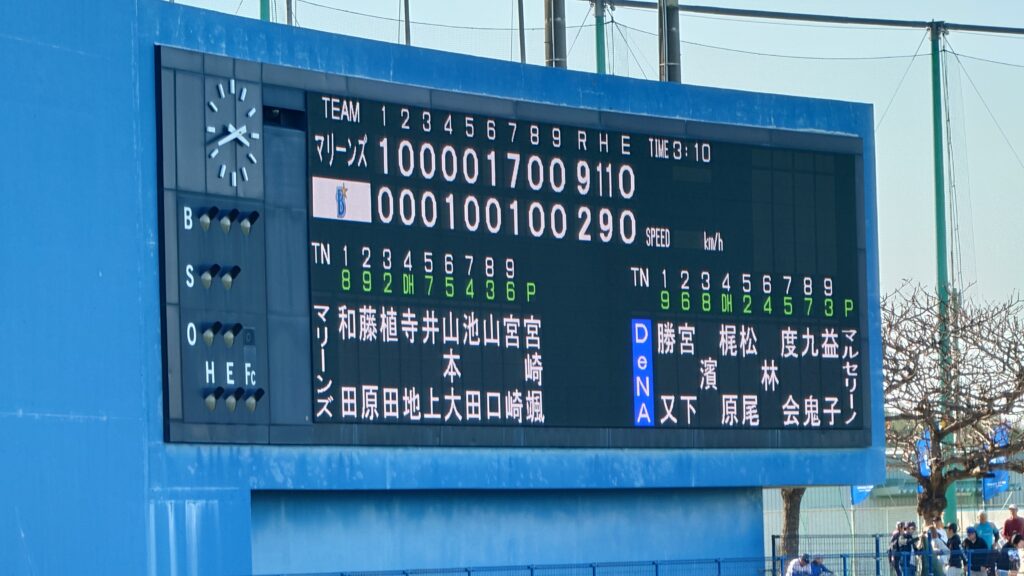 TEAM 1 2 3 4 5 6 7 8 9 R H E TIME 3:10
マリーンズ 1 0 0 0 0 1 7 0 0 9 11 0
B 0 0 0 1 0 0 1 0 0 2 9 0
SPEED km/h
B
S
O
H E Fc
TN 1 2 3 4 5 6 7 8 9
8 9 2 DH 7 5 4 3 6 P
マリーンズ
和田
藤原
植田
寺地
井上
山本大
池田
山口
宮崎
宮崎颯
TN 1 2 3 4 5 6 7 8 9
9 6 8 DH 2 4 5 7 3 P
DeNA
勝又
宮下
濱
梶原
松尾
林
度会
九鬼
益子
マルセリーノ